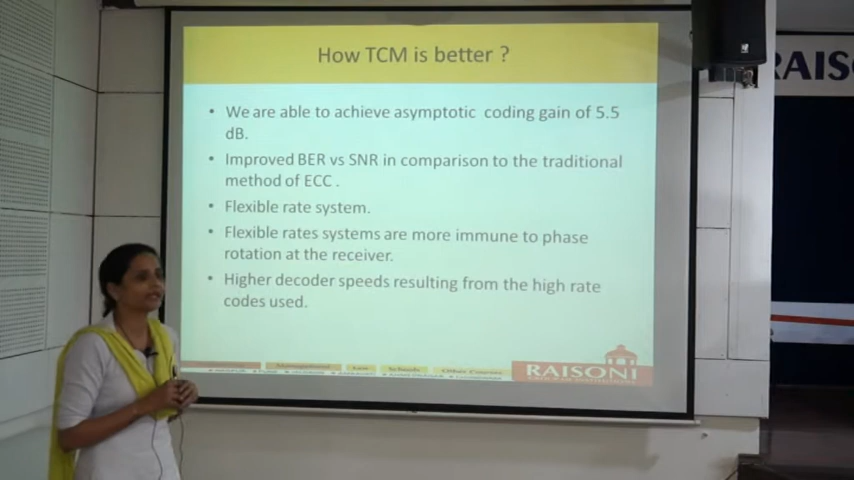 How TCM is better ?
• We are able to achieve asymptotic coding gain of 5.5
dB.
• Improved BER vs SNR in comparison to the traditional
method of ECC .
• Flexible rate system.
• Flexible rates systems are more immune to phase
rotation at the receiver.
• Higher decoder speeds resulting from the high rate
codes used.
RAISONI
RAISO